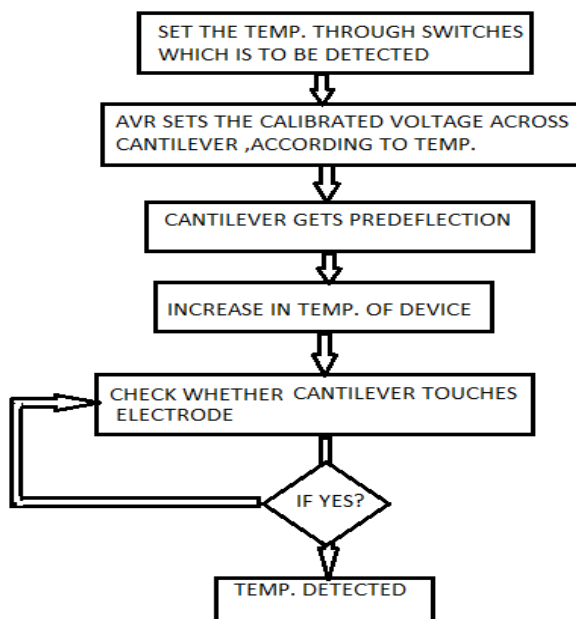 SET THE TEMP. THROUGH SWITCHES
WHICH IS TO BE DETECTED
AVR SETS THE CALIBRATED VOLTAGE ACROSS
CANTILEVER ,ACCORDING TO TEMP.
CANTILEVER GETS PREDEFLECTION
INCREASE IN TEMP. OF DEVICE
CHECK WHETHER CANTILEVER TOUCHES
ELECTRODE
IF YES?
TEMP. DETECTED